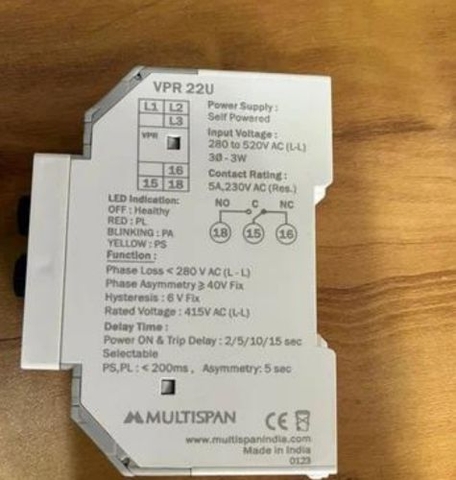 VPR 22U
L1 L2
L3
VPR
16
15 18
Power Supply :
Self Powered
Input Voltage :
280 to 520V AC (L-L)
3Ø - 3W
Contact Rating :
5A,230V AC (Res.)
NO C NC
18 15 16
LED Indication:
OFF : Healthy
RED : PL
BLINKING : PA
YELLOW : PS
Function :
Phase Loss < 280 V AC (L - L)
Phase Asymmetry ≥ 40V Fix
Hysteresis : 6 V Fix
Rated Voltage : 415V AC (L-L)
Delay Time :
Power ON & Trip Delay : 2/5/10/15 sec
Selectable
PS,PL : < 200ms , Asymmetry: 5 sec
MULTISPAN
CE
www.multispanindia.com
Made in India
0123